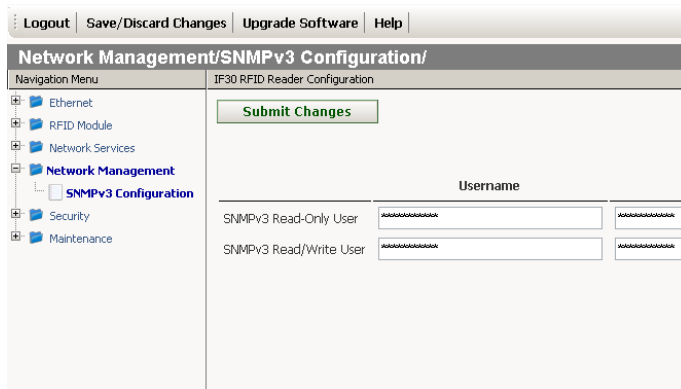 Logout Save/Discard Changes Upgrade Software Help
Network Management/SNMPv3 Configuration/
Navigation Menu IF30 RFID Reader Configuration
Ethernet
Submit Changes
RFID Module
Network Services
Network Management
Username
SNMPv3 Configuration
Security
SNMPv3 Read-Only User *********** ***********
Maintenance
SNMPv3 Read/Write User *********** ***********